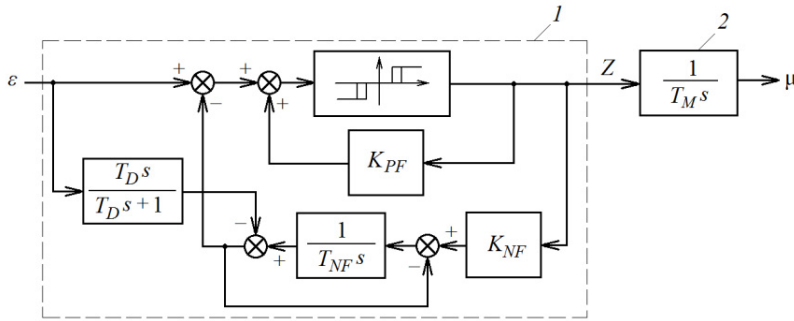 1
2
ε
+
−
+
+
Z
1
T_M s
μ
K_PF
T_D s
T_D s + 1
−
+
1
T_NF s
−
+
K_NF